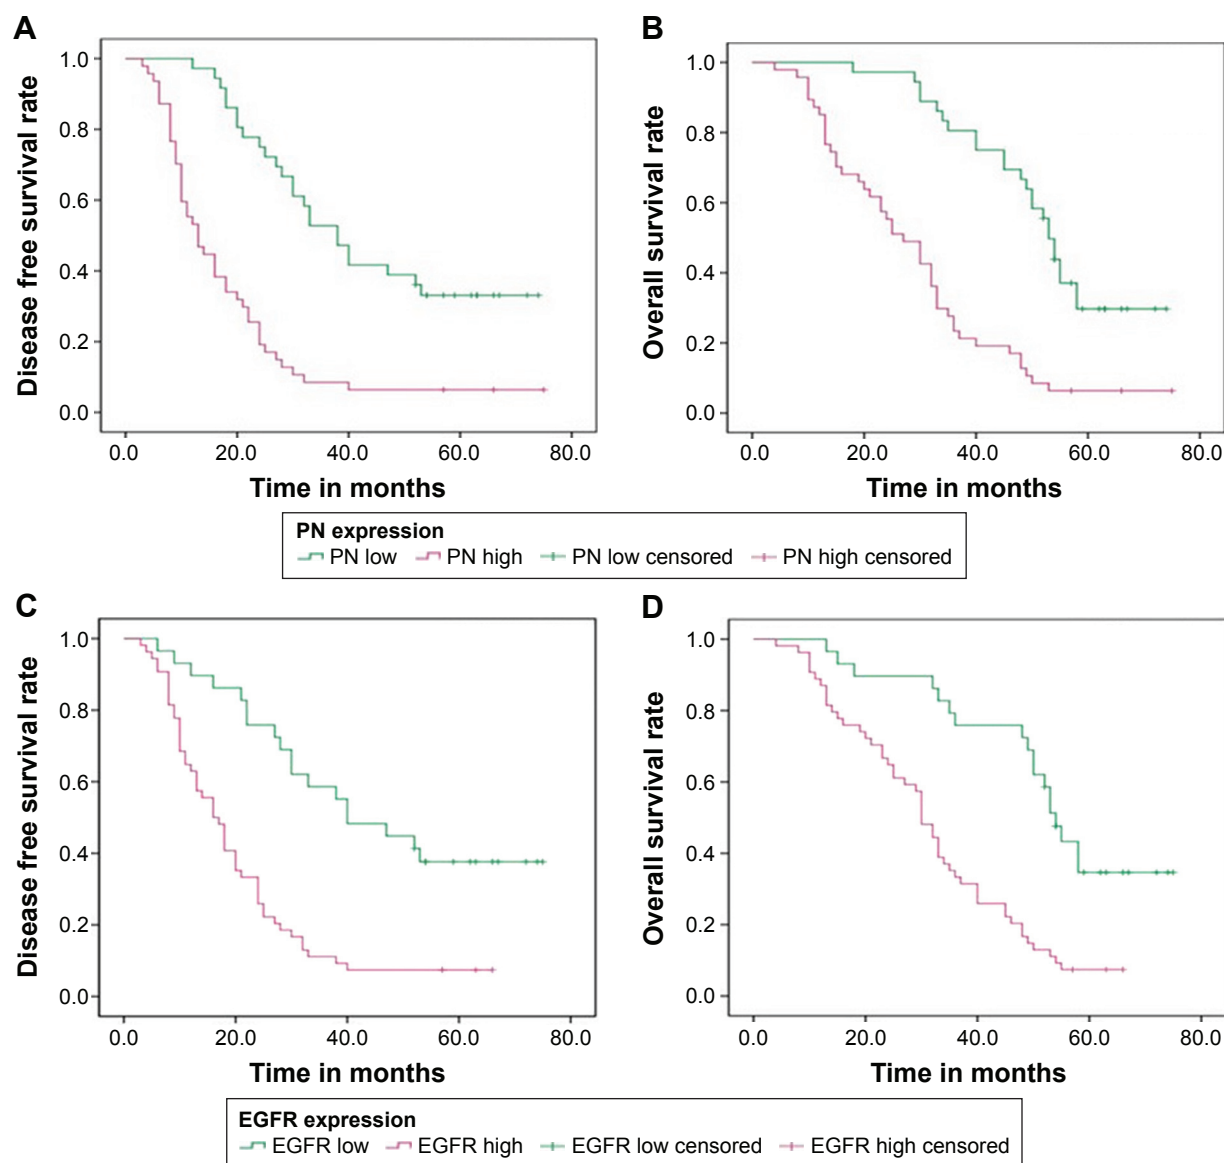 A
B
Disease free survival rate
1.0
0.8
0.6
0.4
0.2
0.0
0.0 20.0 40.0 60.0 80.0
Time in months
Overall survival rate
1.0
0.8
0.6
0.4
0.2
0.0
0.0 20.0 40.0 60.0 80.0
Time in months
PN expression
PN low PN high PN low censored PN high censored
C
D
Disease free survival rate
1.0
0.8
0.6
0.4
0.2
0.0
0.0 20.0 40.0 60.0 80.0
Time in months
Overall survival rate
1.0
0.8
0.6
0.4
0.2
0.0
0.0 20.0 40.0 60.0 80.0
Time in months
EGFR expression
EGFR low EGFR high EGFR low censored EGFR high censored